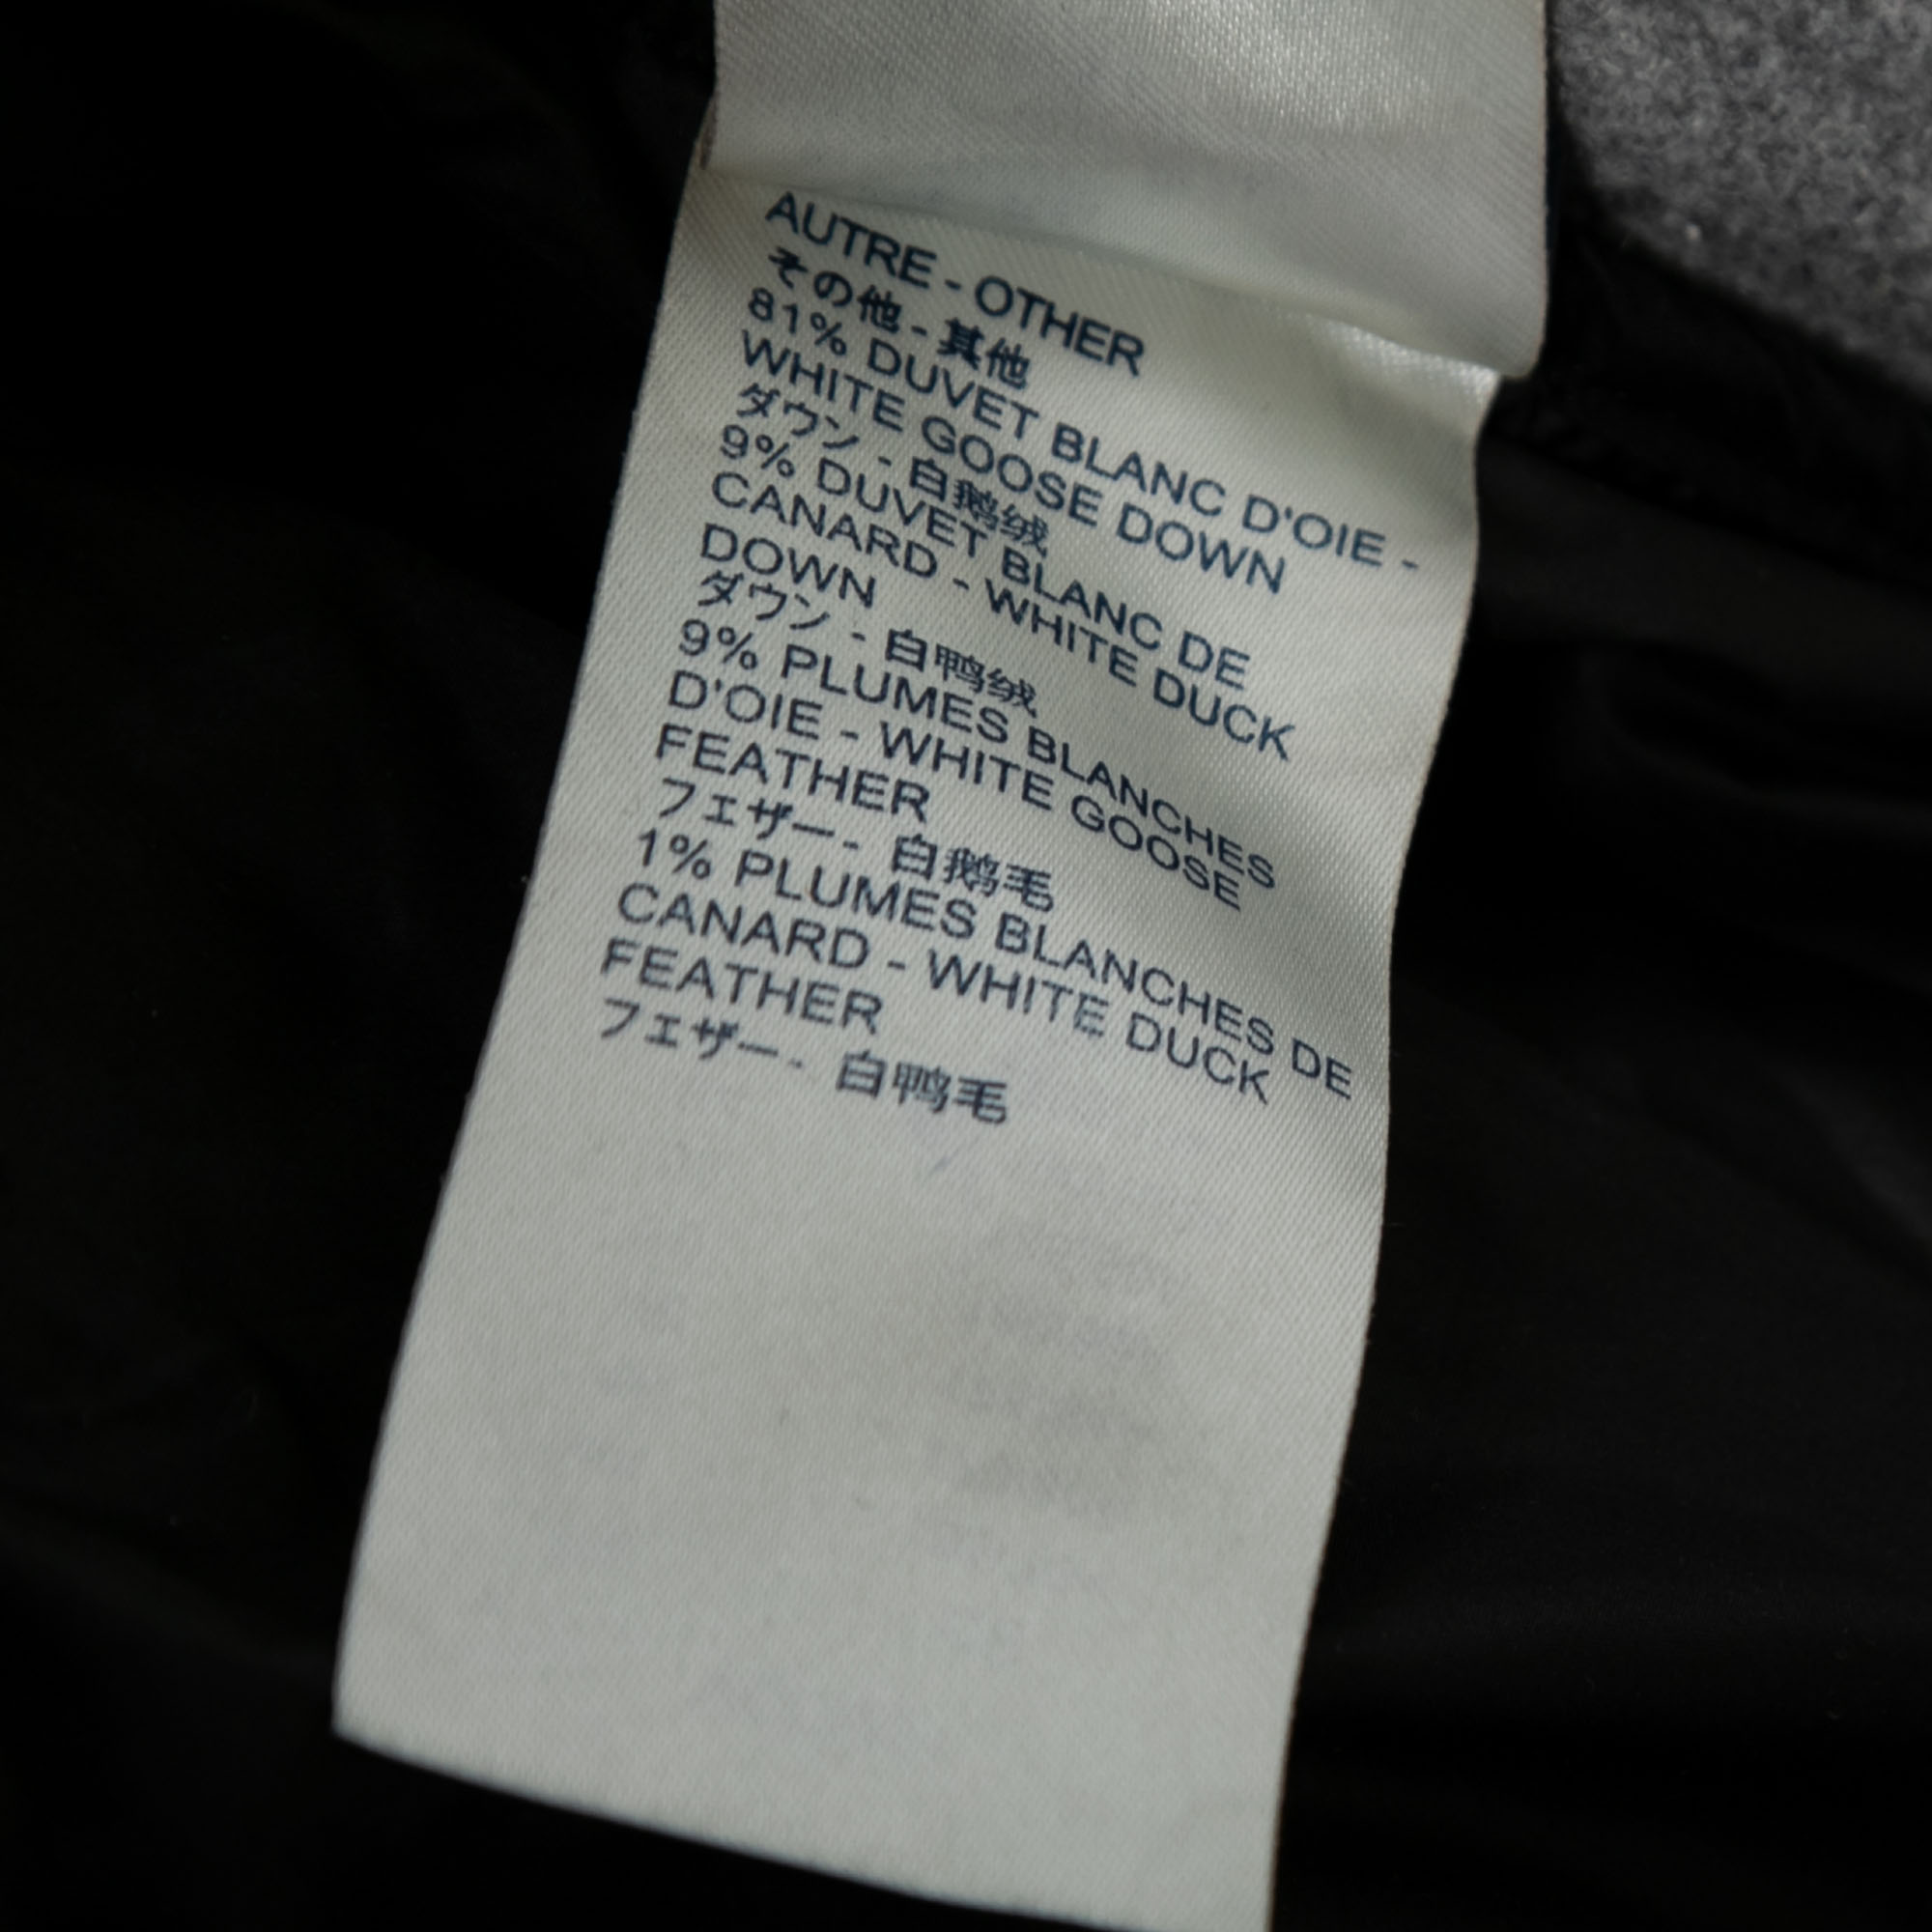 AUTRE - OTHER
その他 - 其他
81% DUVET BLANC D'OIE -
WHITE GOOSE DOWN
ダウン - 白鹅绒
9% DUVET BLANC DE
CANARD - WHITE DUCK
DOWN
ダウン - 白鸭绒
9% PLUMES BLANCHES
D'OIE - WHITE GOOSE
FEATHER
フェザー - 白鹅毛
1% PLUMES BLANCHES DE
CANARD - WHITE DUCK
FEATHER
フェザー - 白鸭毛